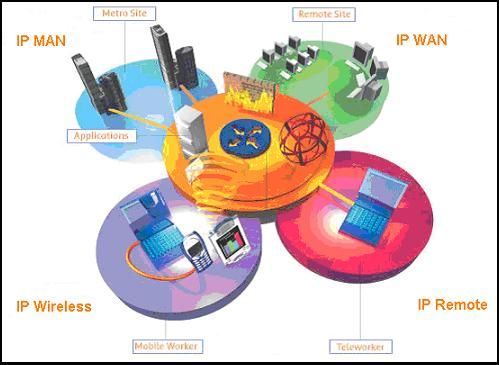 Metro Site
Remote Site
IP MAN
IP WAN
Applications
IP Wireless
IP Remote
Mobile Worker
Teleworker